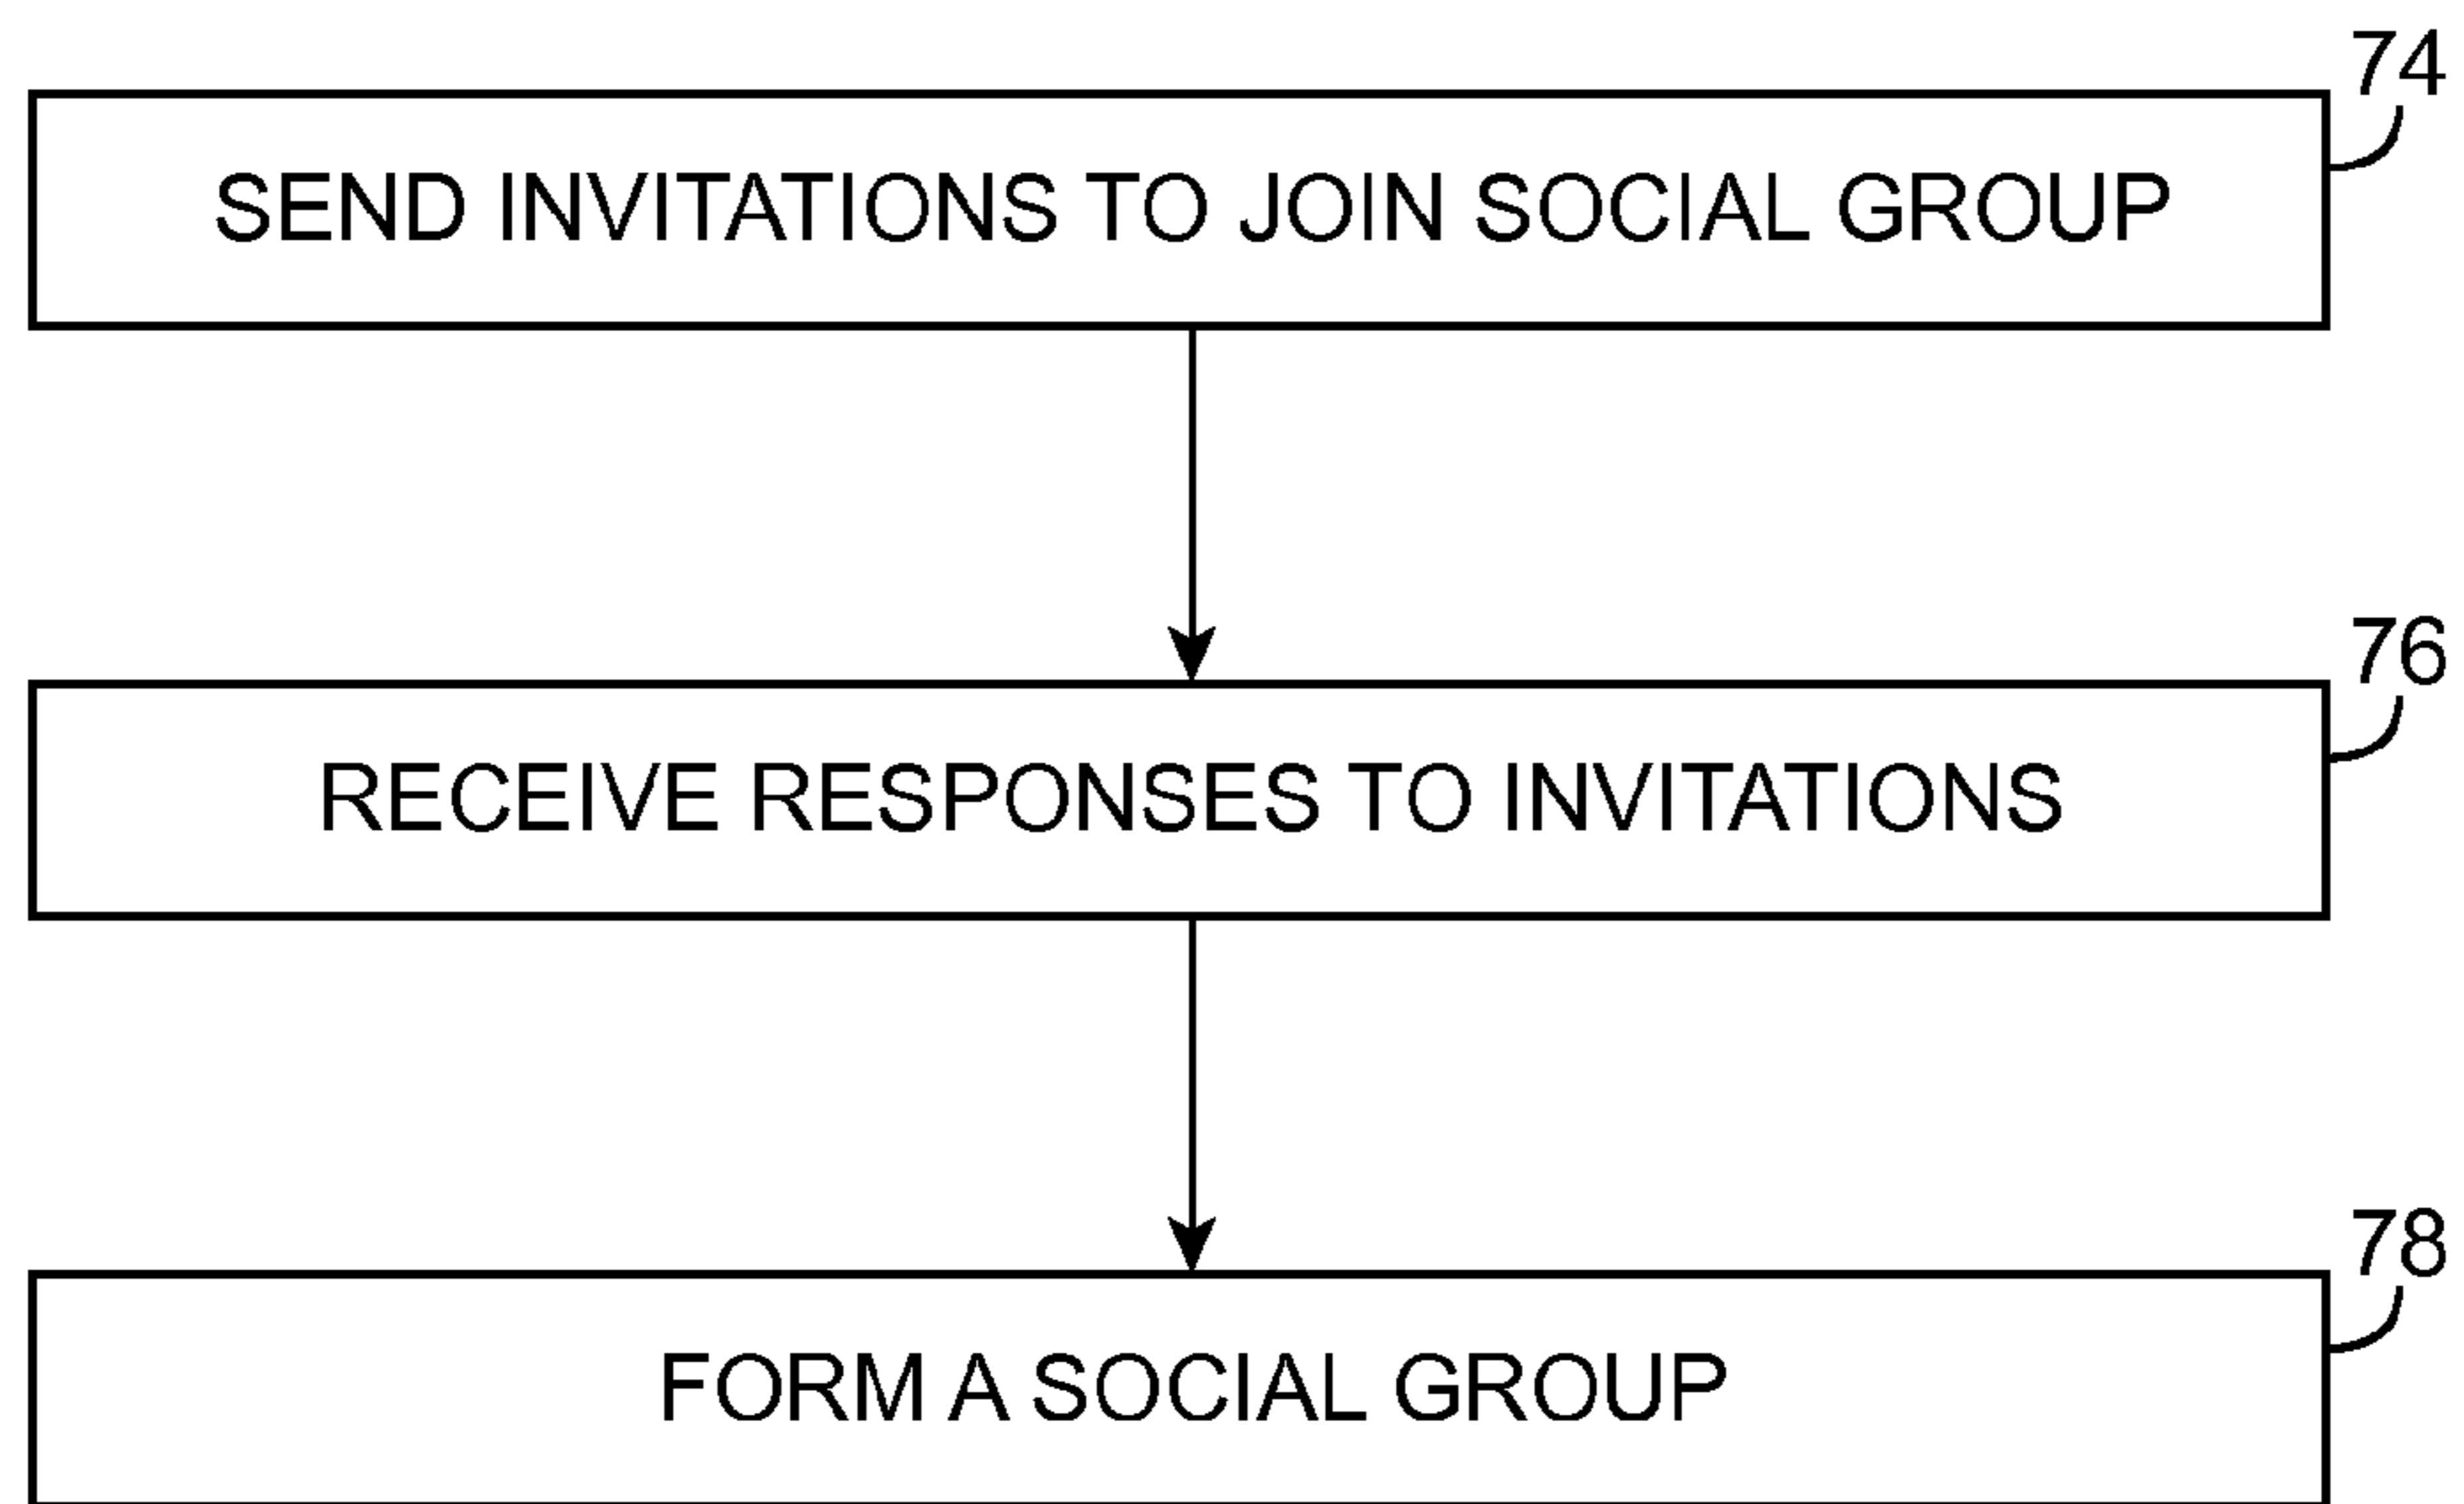 74
SEND INVITATIONS TO JOIN SOCIAL GROUP
76
RECEIVE RESPONSES TO INVITATIONS
78
FORM A SOCIAL GROUP